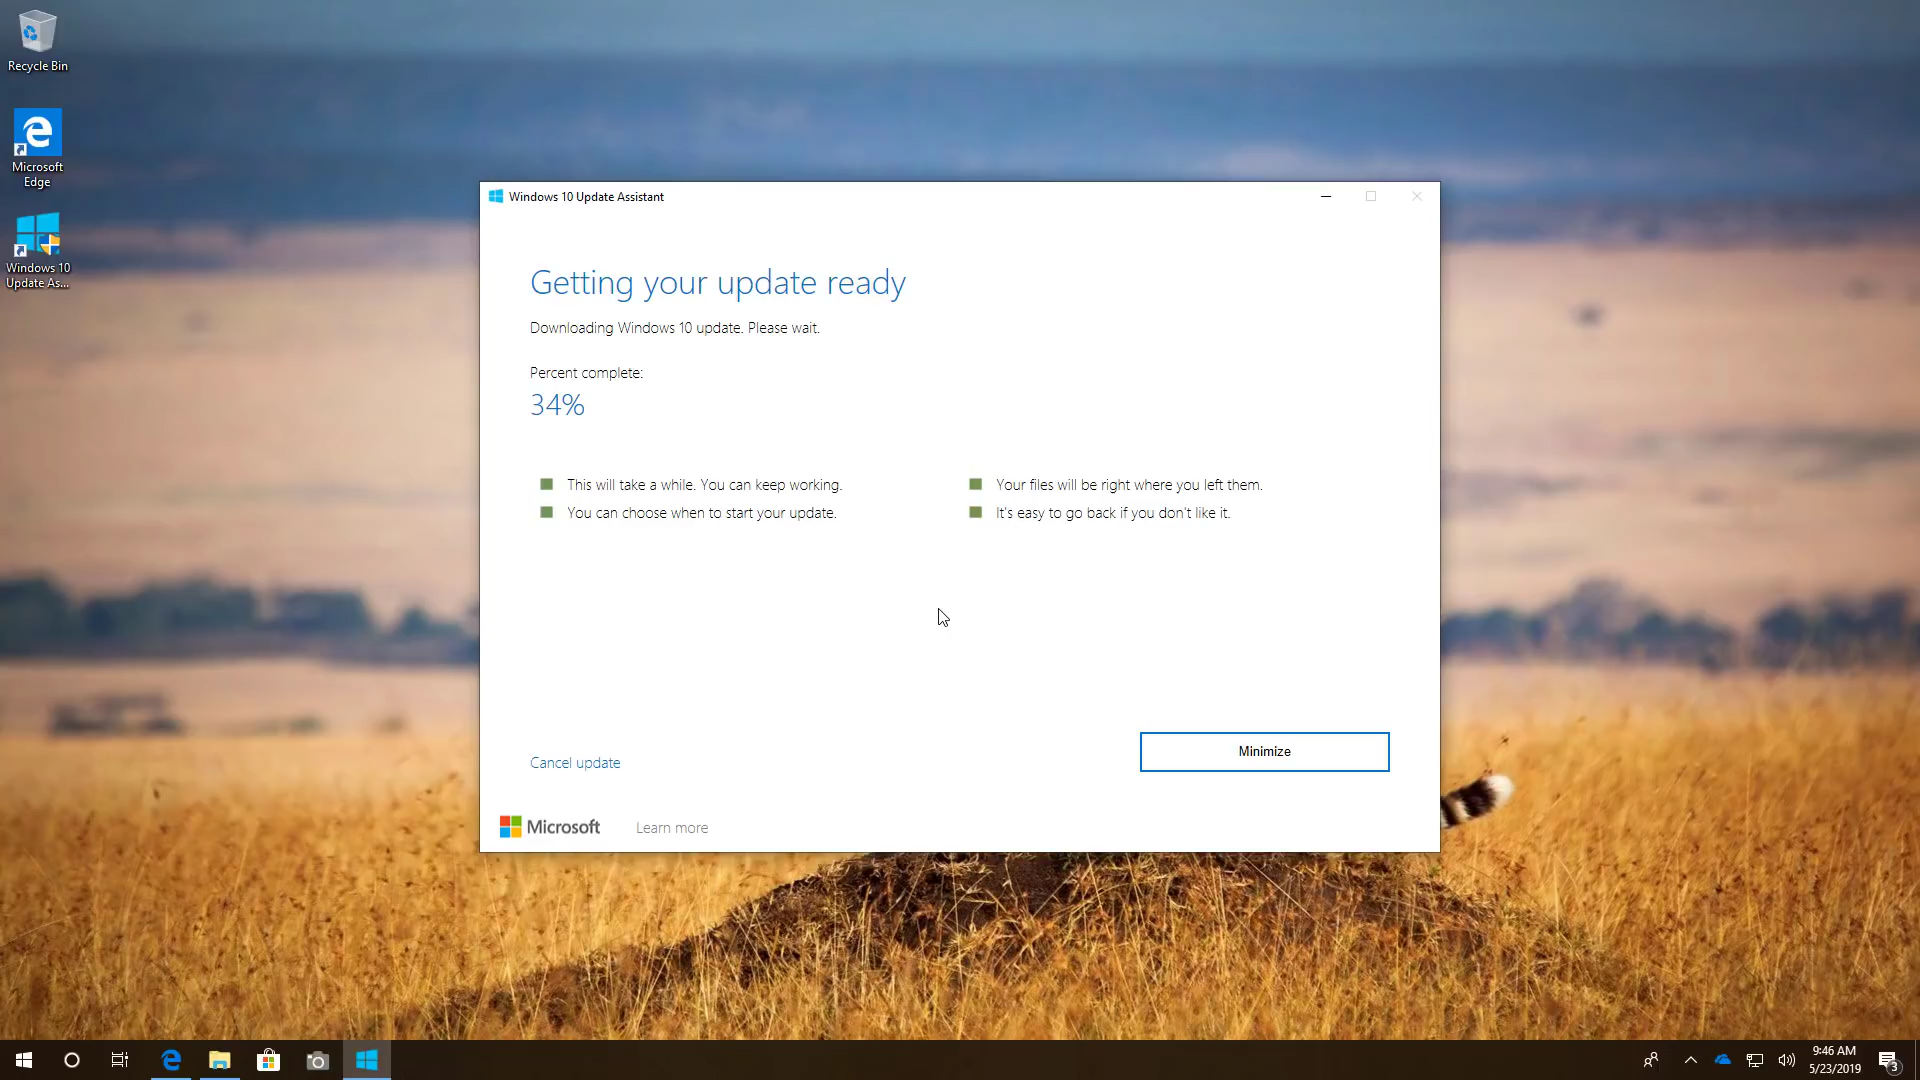 Recycle Bin
Microsoft
Edge
Windows 10
Update As...
Windows 10 Update Assistant
Getting your update ready
Downloading Windows 10 update. Please wait.
Percent complete:
34%
This will take a while. You can keep working.
Your files will be right where you left them.
You can choose when to start your update.
It's easy to go back if you don't like it.
Cancel update
Minimize
Microsoft
Learn more
9:46 AM
5/23/2019
3